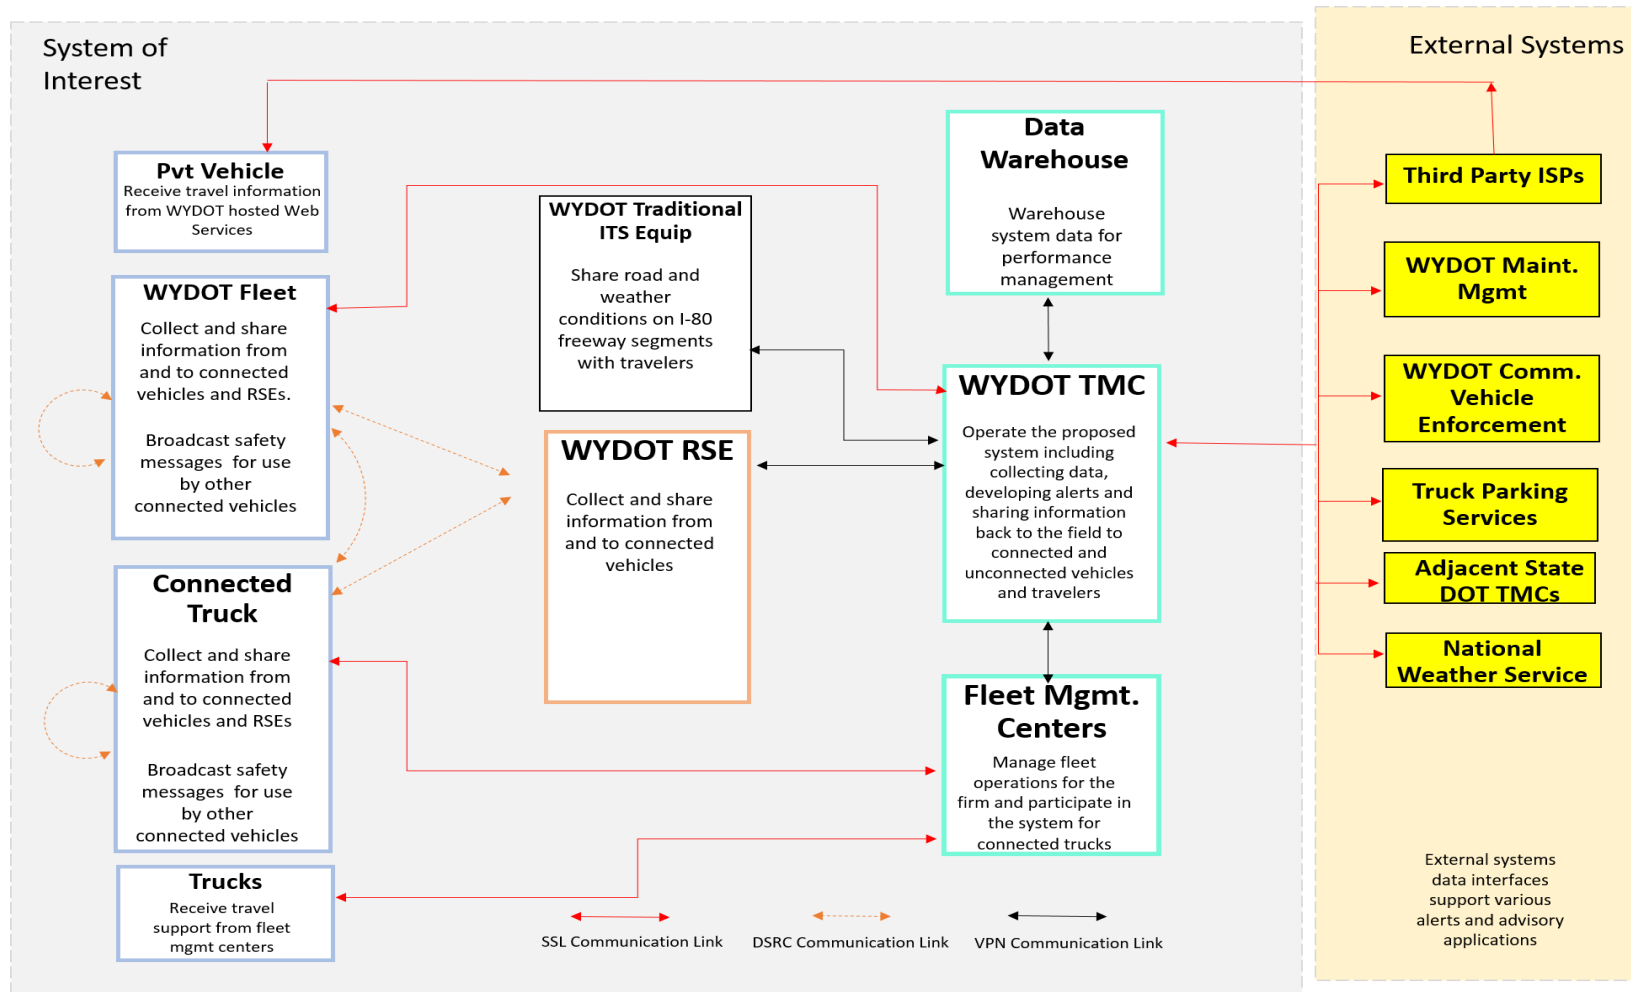 System of
Interest
External Systems
Pvt Vehicle
Receive travel information
from WYDOT hosted Web
Services
WYDOT Fleet
Collect and share
information from
and to connected
vehicles and RSEs.
Broadcast safety
messages for use
by other
connected vehicles
Connected
Truck
Collect and share
information from
and to connected
vehicles and RSEs
Broadcast safety
messages for use
by other
connected vehicles
Trucks
Receive travel
support from fleet
mgmt centers
WYDOT Traditional
ITS Equip
Share road and
weather
conditions on I-80
freeway segments
with travelers
WYDOT RSE
Collect and share
information from
and to connected
vehicles
Data
Warehouse
Warehouse
system data for
performance
management
WYDOT TMC
Operate the proposed
system including
collecting data,
developing alerts and
sharing information
back to the field to
connected and
unconnected vehicles
and travelers
Fleet Mgmt.
Centers
Manage fleet
operations for the
firm and participate in
the system for
connected trucks
SSL Communication Link
DSRC Communication Link
VPN Communication Link
Third Party ISPs
WYDOT Maint.
Mgmt
WYDOT Comm.
Vehicle
Enforcement
Truck Parking
Services
Adjacent State
DOT TMCs
National
Weather Service
External systems
data interfaces
support various
alerts and advisory
applications